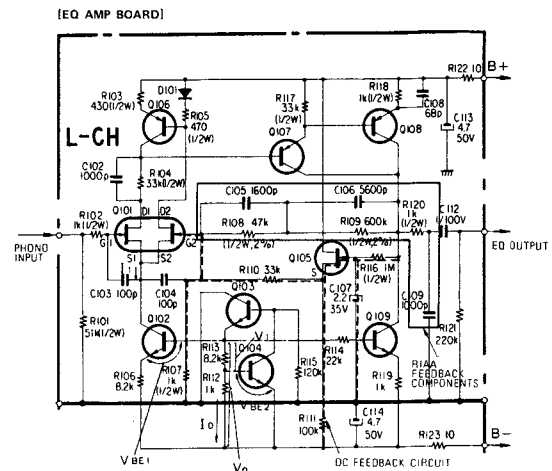 [EQ AMP BOARD]
R103
430(1/2W)
D101
Q106
R105
470
(1/2W)
R117
33k
(1/2W)
R118
1k(1/2W)
C108
68p
R122 10
B+
C113
4.7
50V
L-CH
Q107
Q108
C102
1000p
R104
33k(1/2W)
C105 1600p
C106 5600p
R120
1k
(1/2W)
C112
1/100V
Q101
D1
D2
R102
1k(1/2W)
R108 47k
(1/2W, 2%)
R109 600k
(1/2W, 2%)
PHONO
INPUT
G1
G2
S1
S2
EQ OUTPUT
Q105
S
R116 1M
(1/2W)
R110 33k
C103
100p
C104
100p
Q103
C107
2.2
35V
C109
1000p
Q102
V1
Q109
R101
51k(1/2W)
R121
220k
R113
8.2k
Q104
R114
22k
R106
8.2k
R107
1k
(1/2W)
R112
1k
R115
120k
R119
1k
RIAA
FEEDBACK
COMPONENTS
VBE2
ID
R111
100k
C114
4.7
50V
R123 10
B-
VBE1
DC FEEDBACK CIRCUIT